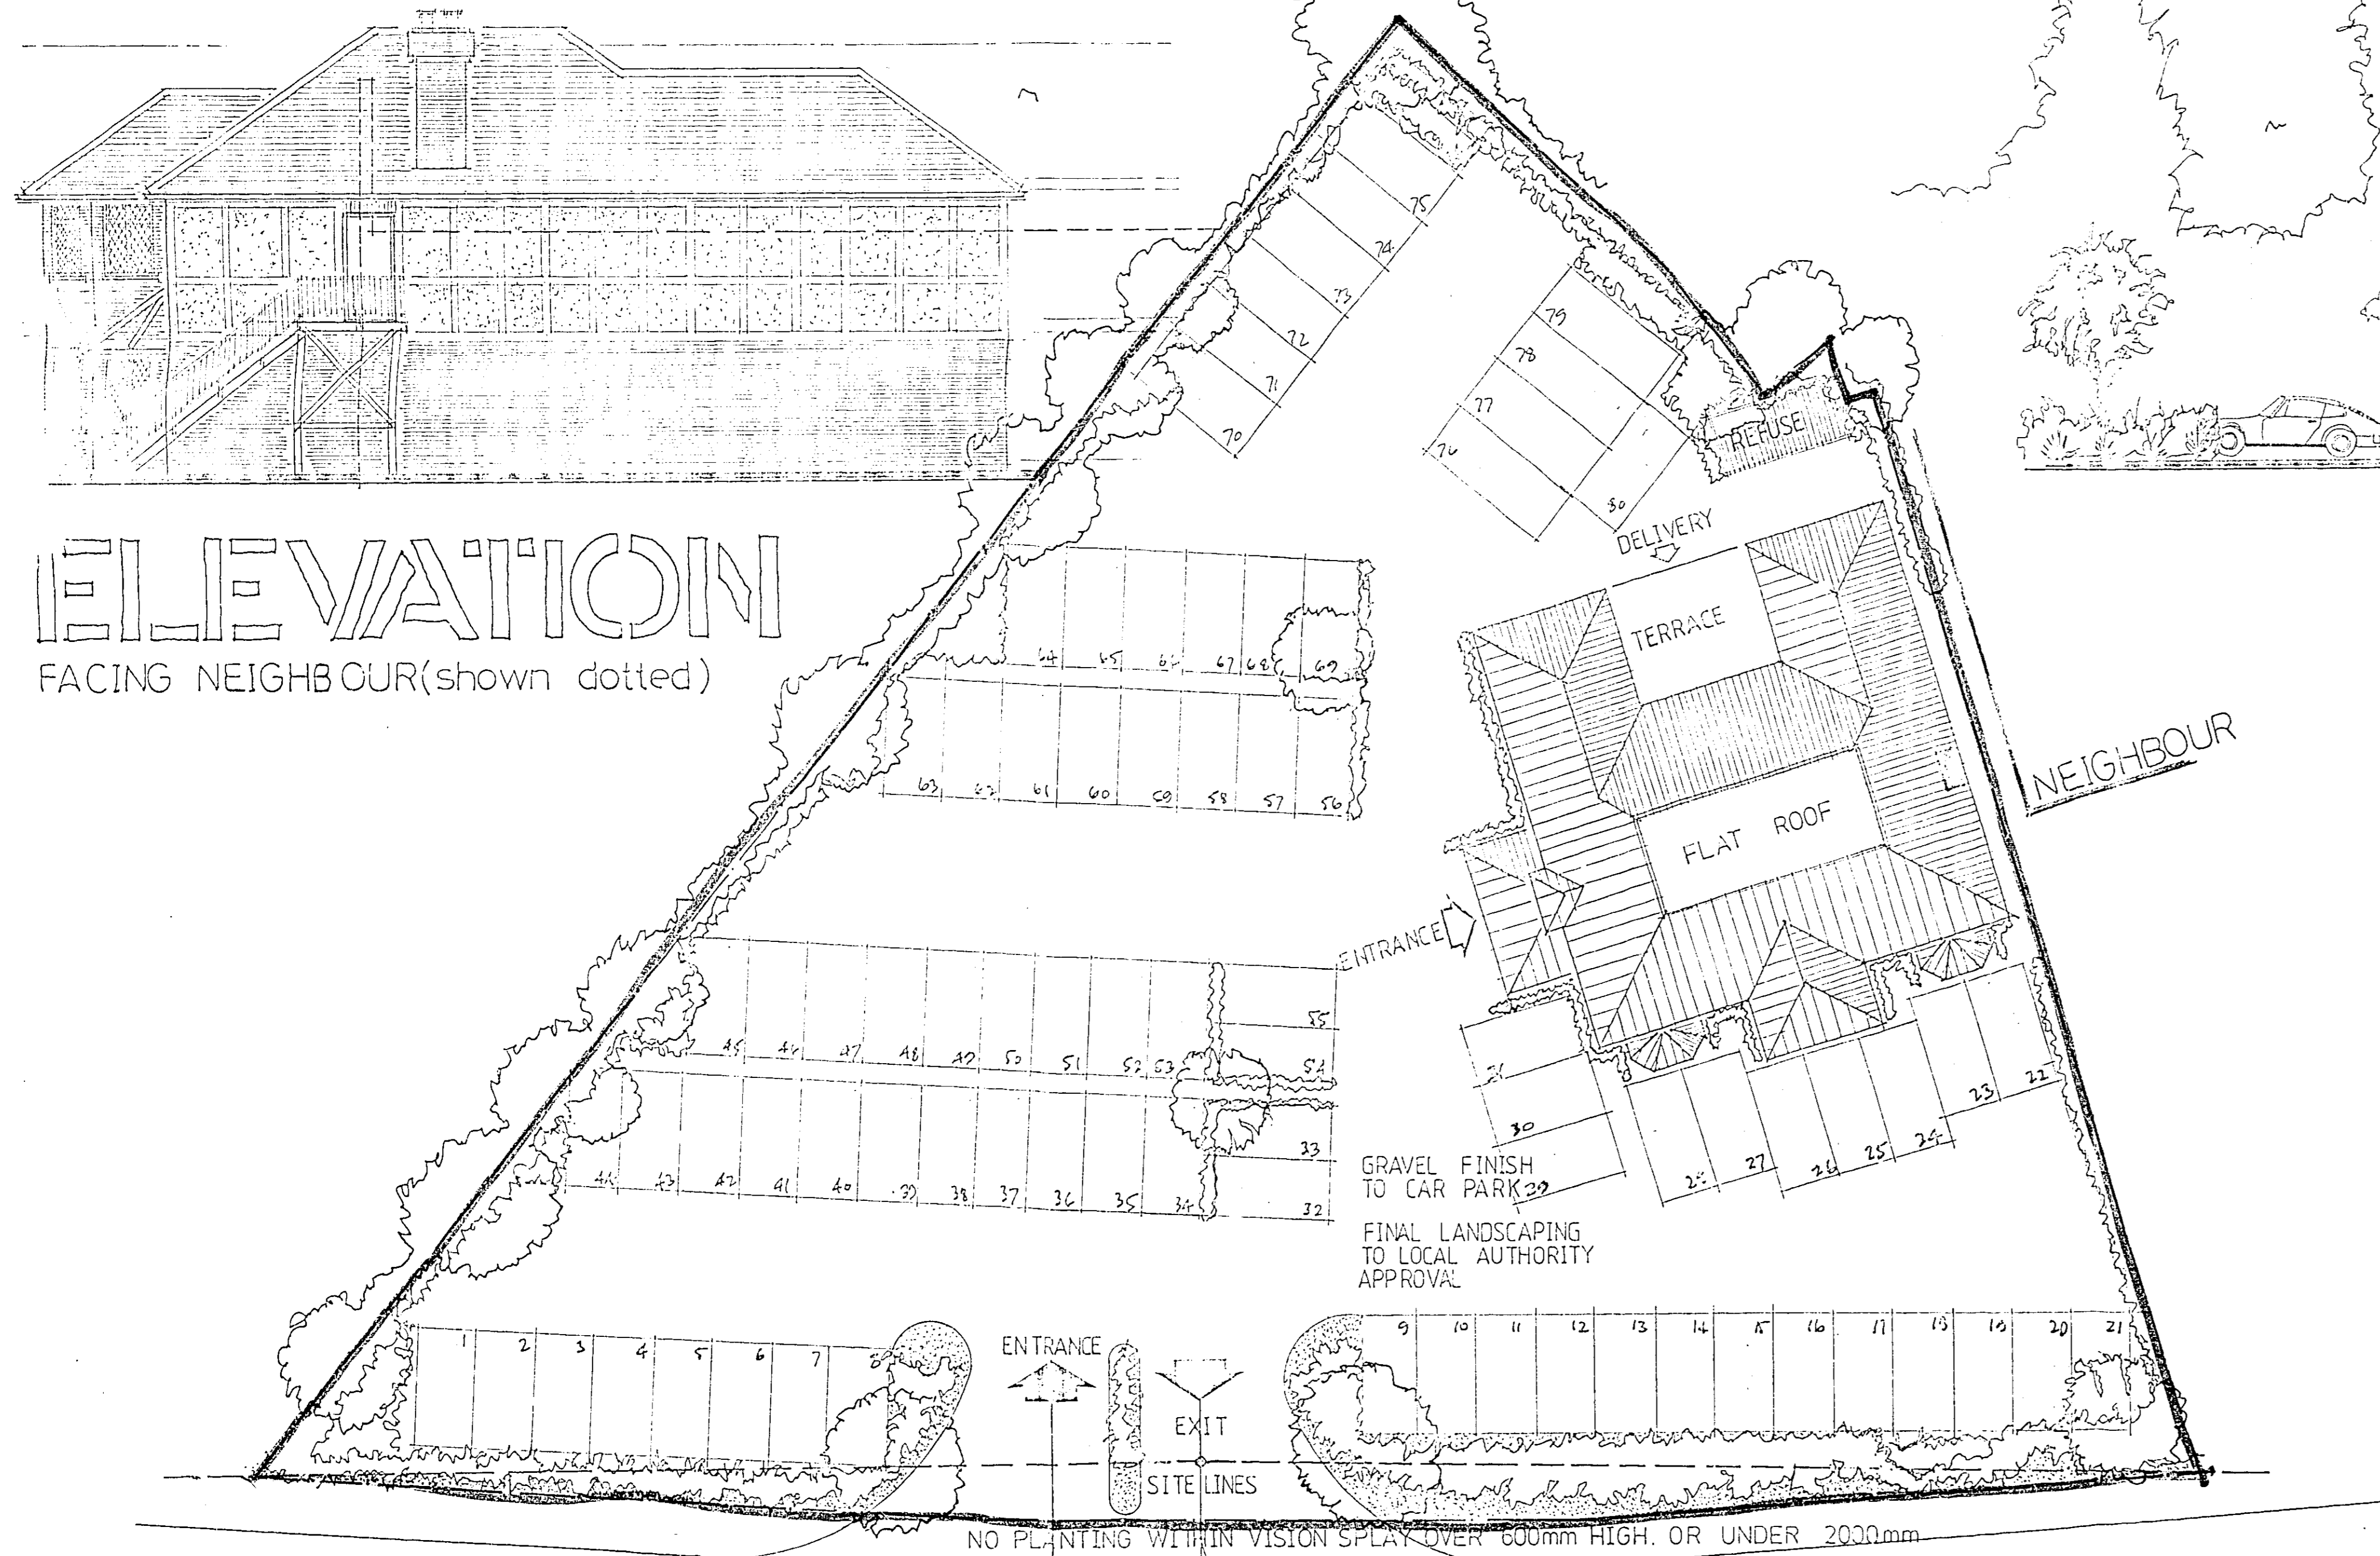 ELEVATION
FACING NEIGHBOUR(shown dotted)
75
74
73
72
71
70
79
78
77
76
80
REFUSE
DELIVERY
TERRACE
FLAT ROOF
NEIGHBOUR
ENTRANCE
64 65 66 67 68 69
63 62 61 60 59 58 57 56
45 46 47 48 49 50 51 52 53
55
54
44 43 42 41 40 39 38 37 36 35 34
33
32
31
30
29
28 27 26 25 24 23 22
GRAVEL FINISH
TO CAR PARK
FINAL LANDSCAPING
TO LOCAL AUTHORITY
APPROVAL
1 2 3 4 5 6 7 8
ENTRANCE
EXIT
SITE LINES
9 10 11 12 13 14 15 16 17 18 19 20 21
NO PLANTING WITHIN VISION SPLAY OVER 600mm HIGH. OR UNDER 2000mm